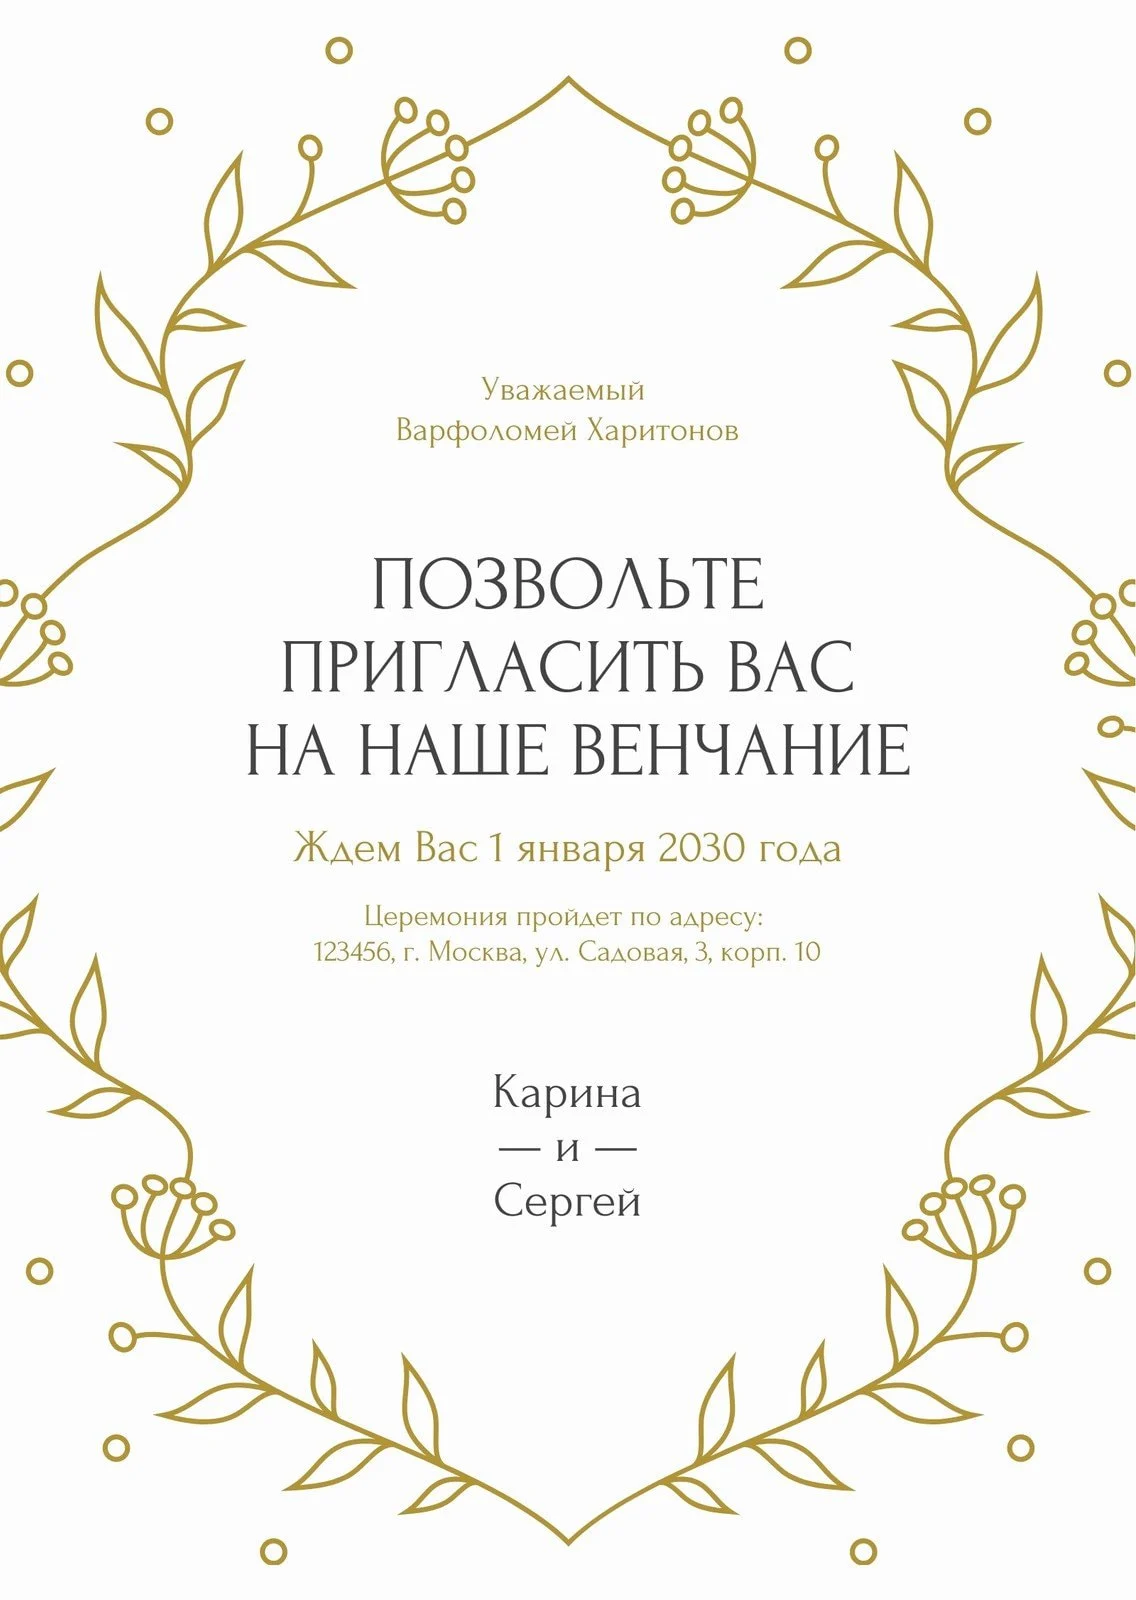 Уважаемый
Варфоломей Харитонов
ПОЗВОЛЬТЕ
ПРИГЛАСИТЬ ВАС
НА НАШЕ ВЕНЧАНИЕ
Ждем Вас 1 января 2030 года
Церемония пройдет по адресу:
123456, г. Москва, ул. Садовая, 3, корп. 10
Карина
— и —
Сергей